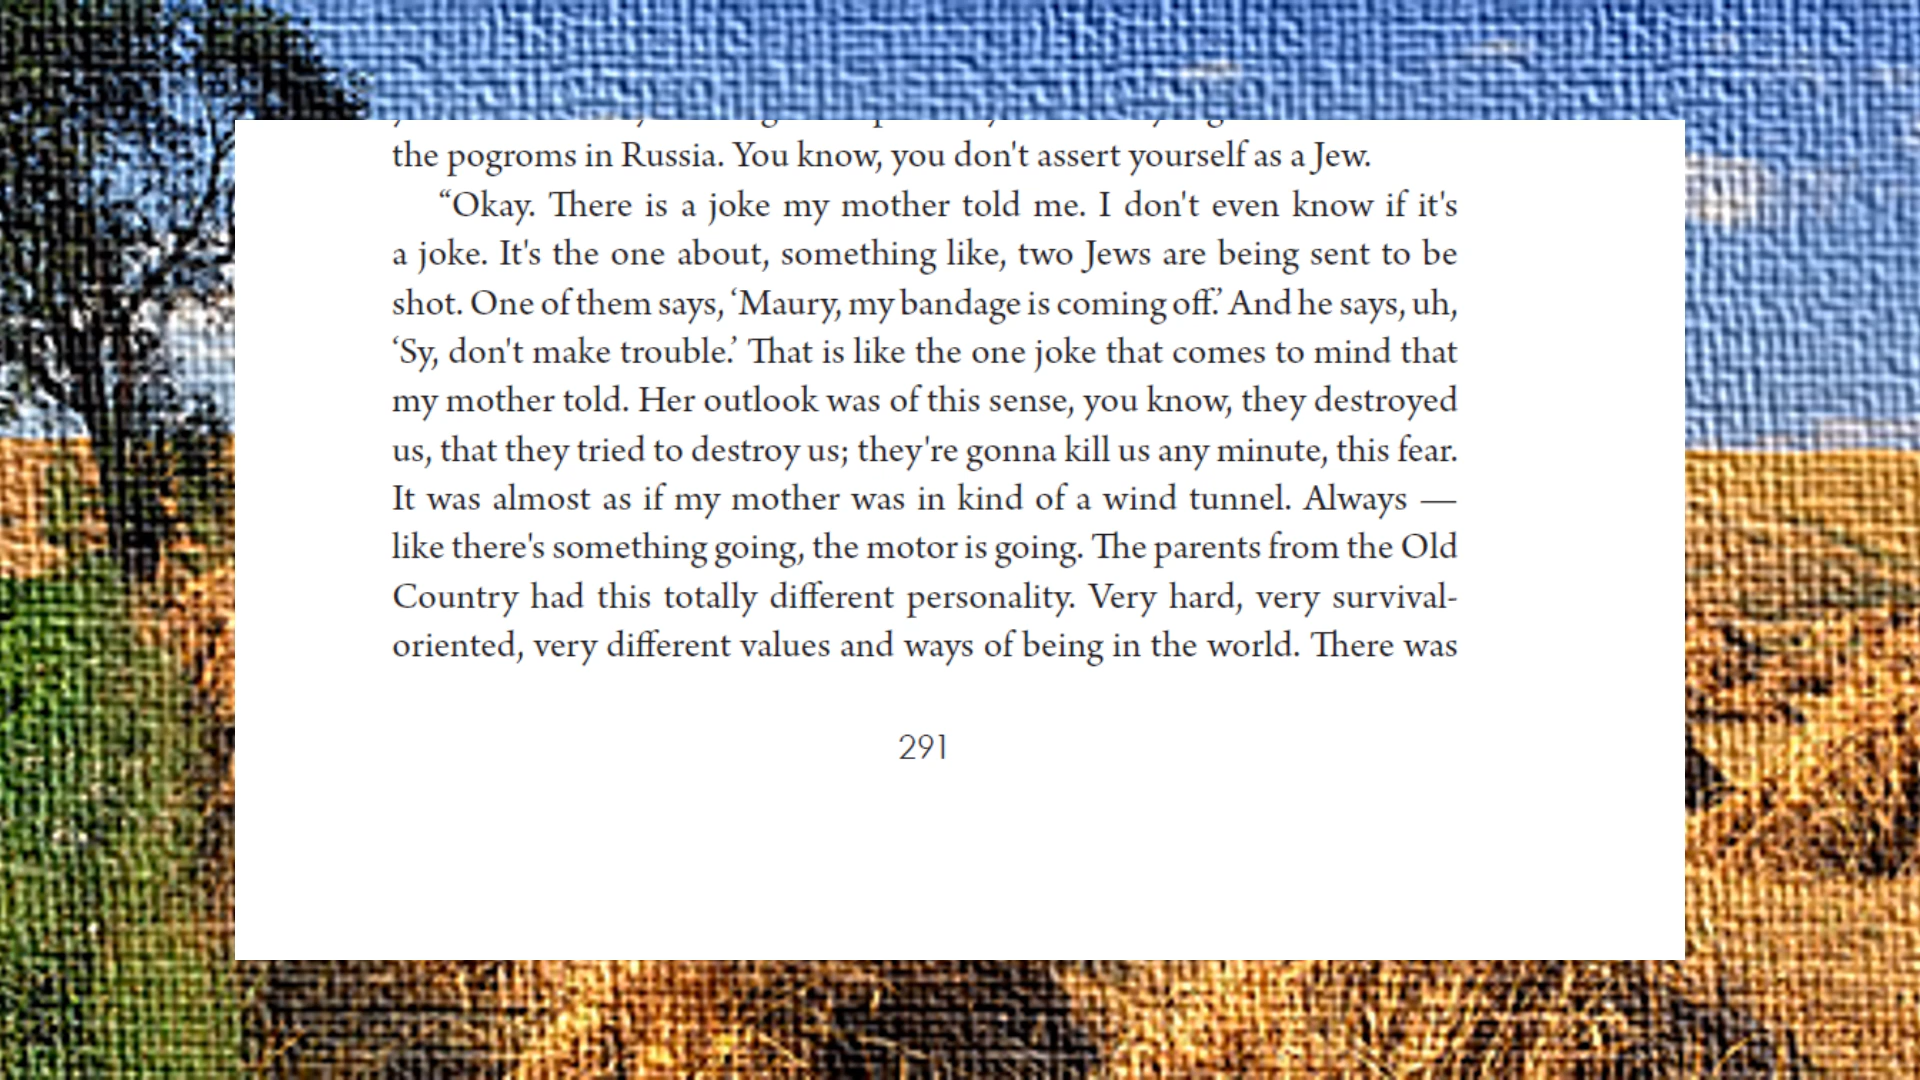 the pogroms in Russia. You know, you don't assert yourself as a Jew.
“Okay. There is a joke my mother told me. I don't even know if it's
a joke. It's the one about, something like, two Jews are being sent to be
shot. One of them says, ‘Maury, my bandage is coming off.’ And he says, uh,
‘Sy, don't make trouble.’ That is like the one joke that comes to mind that
my mother told. Her outlook was of this sense, you know, they destroyed
us, that they tried to destroy us; they're gonna kill us any minute, this fear.
It was almost as if my mother was in kind of a wind tunnel. Always —
like there's something going, the motor is going. The parents from the Old
Country had this totally different personality. Very hard, very survival-
oriented, very different values and ways of being in the world. There was
291